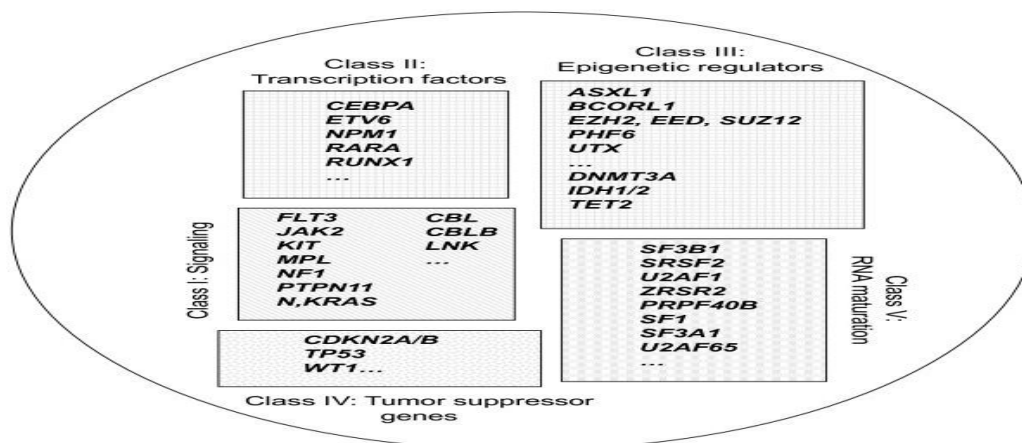 Class II:
Transcription factors
CEBPA
ETV6
NPM1
RARA
RUNX1
...
Class III:
Epigenetic regulators
ASXL1
BCORL1
EZH2, EED, SUZ12
PHF6
UTX
...
DNMT3A
IDH1/2
TET2
Class I: Signaling
FLT3
JAK2
KIT
MPL
NF1
PTPN11
N,KRAS
CBL
CBLB
LNK
...
SF3B1
SRSF2
U2AF1
ZRSR2
PRPF40B
SF1
SF3A1
U2AF65
...
Class V:
RNA maturation
CDKN2A/B
TP53
WT1...
Class IV: Tumor suppressor
genes